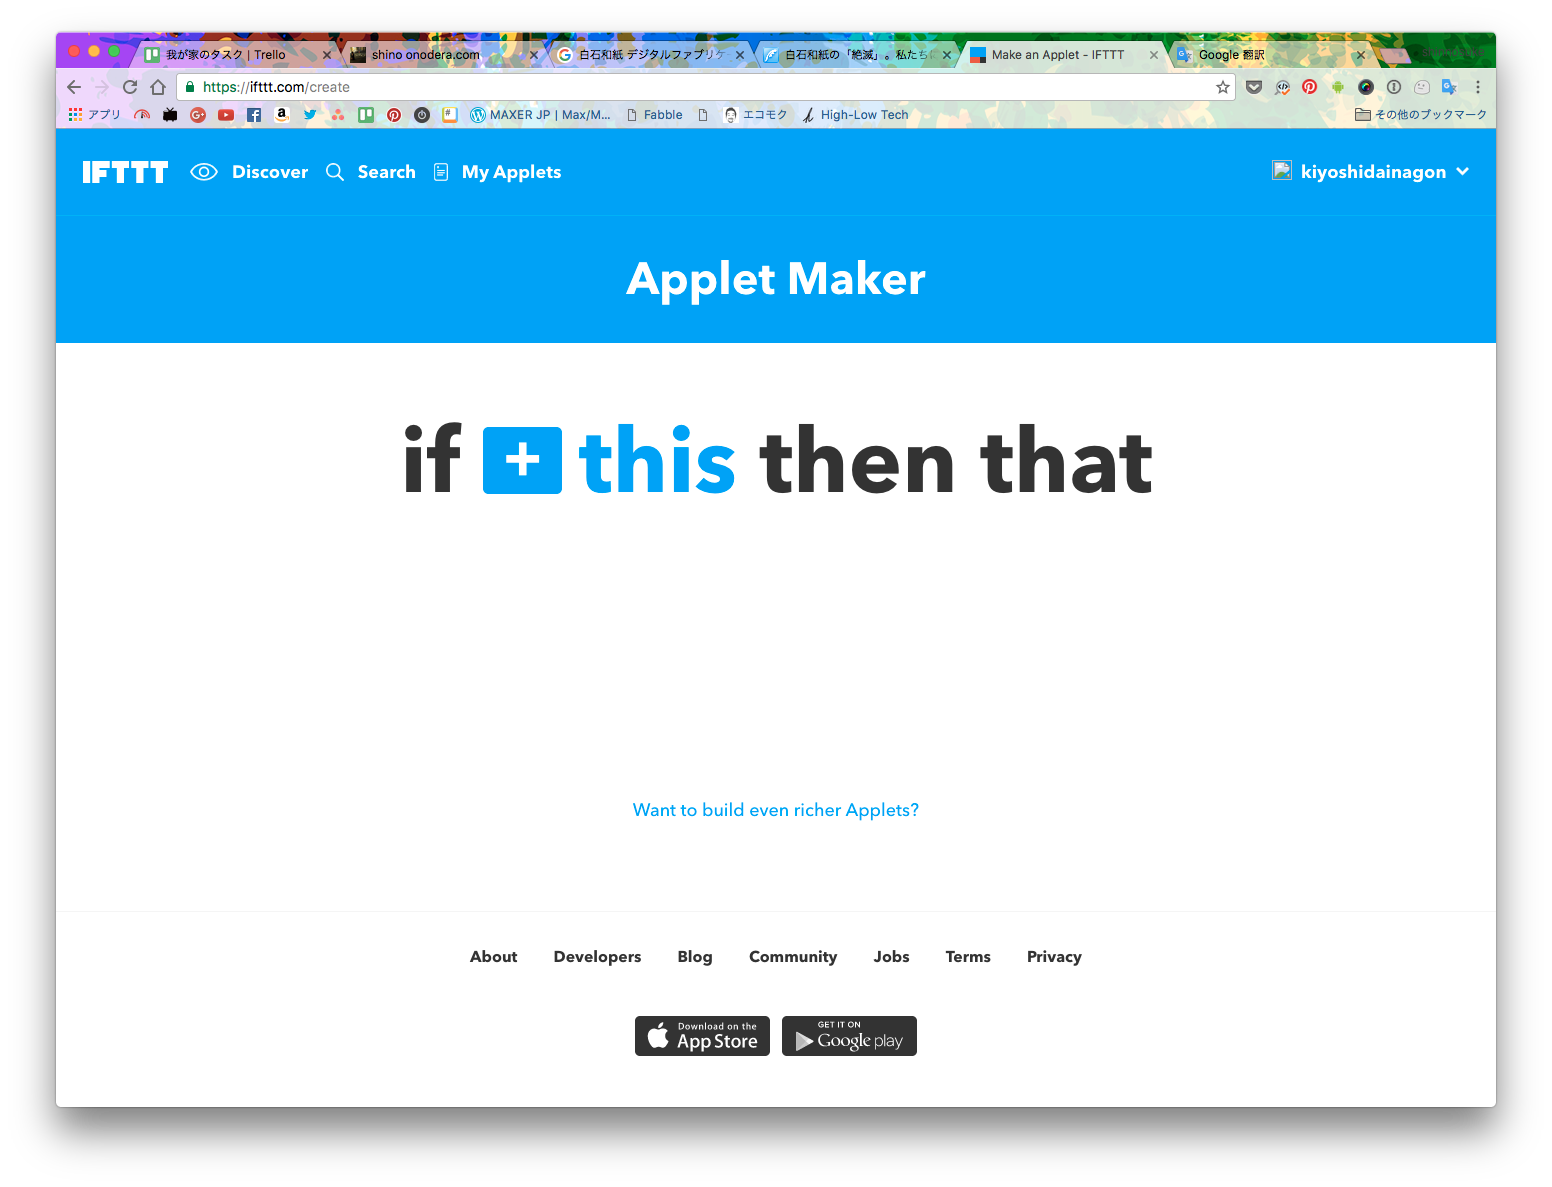 我が家のタスク | Trello
shino onodera.com
白石和紙 デジタルファブリケ
白石和紙の「絶滅」。私たちに
Make an Applet - IFTTT
Google 翻訳
https://ifttt.com/create
アプリ
MAXER JP | Max/M...
Fabble
エコモク
High-Low Tech
その他のブックマーク
IFTTT Discover Search My Applets
kiyoshidainagon
Applet Maker
if + this then that
Want to build even richer Applets?
About Developers Blog Community Jobs Terms Privacy
Download on the
App Store
GET IT ON
Google play